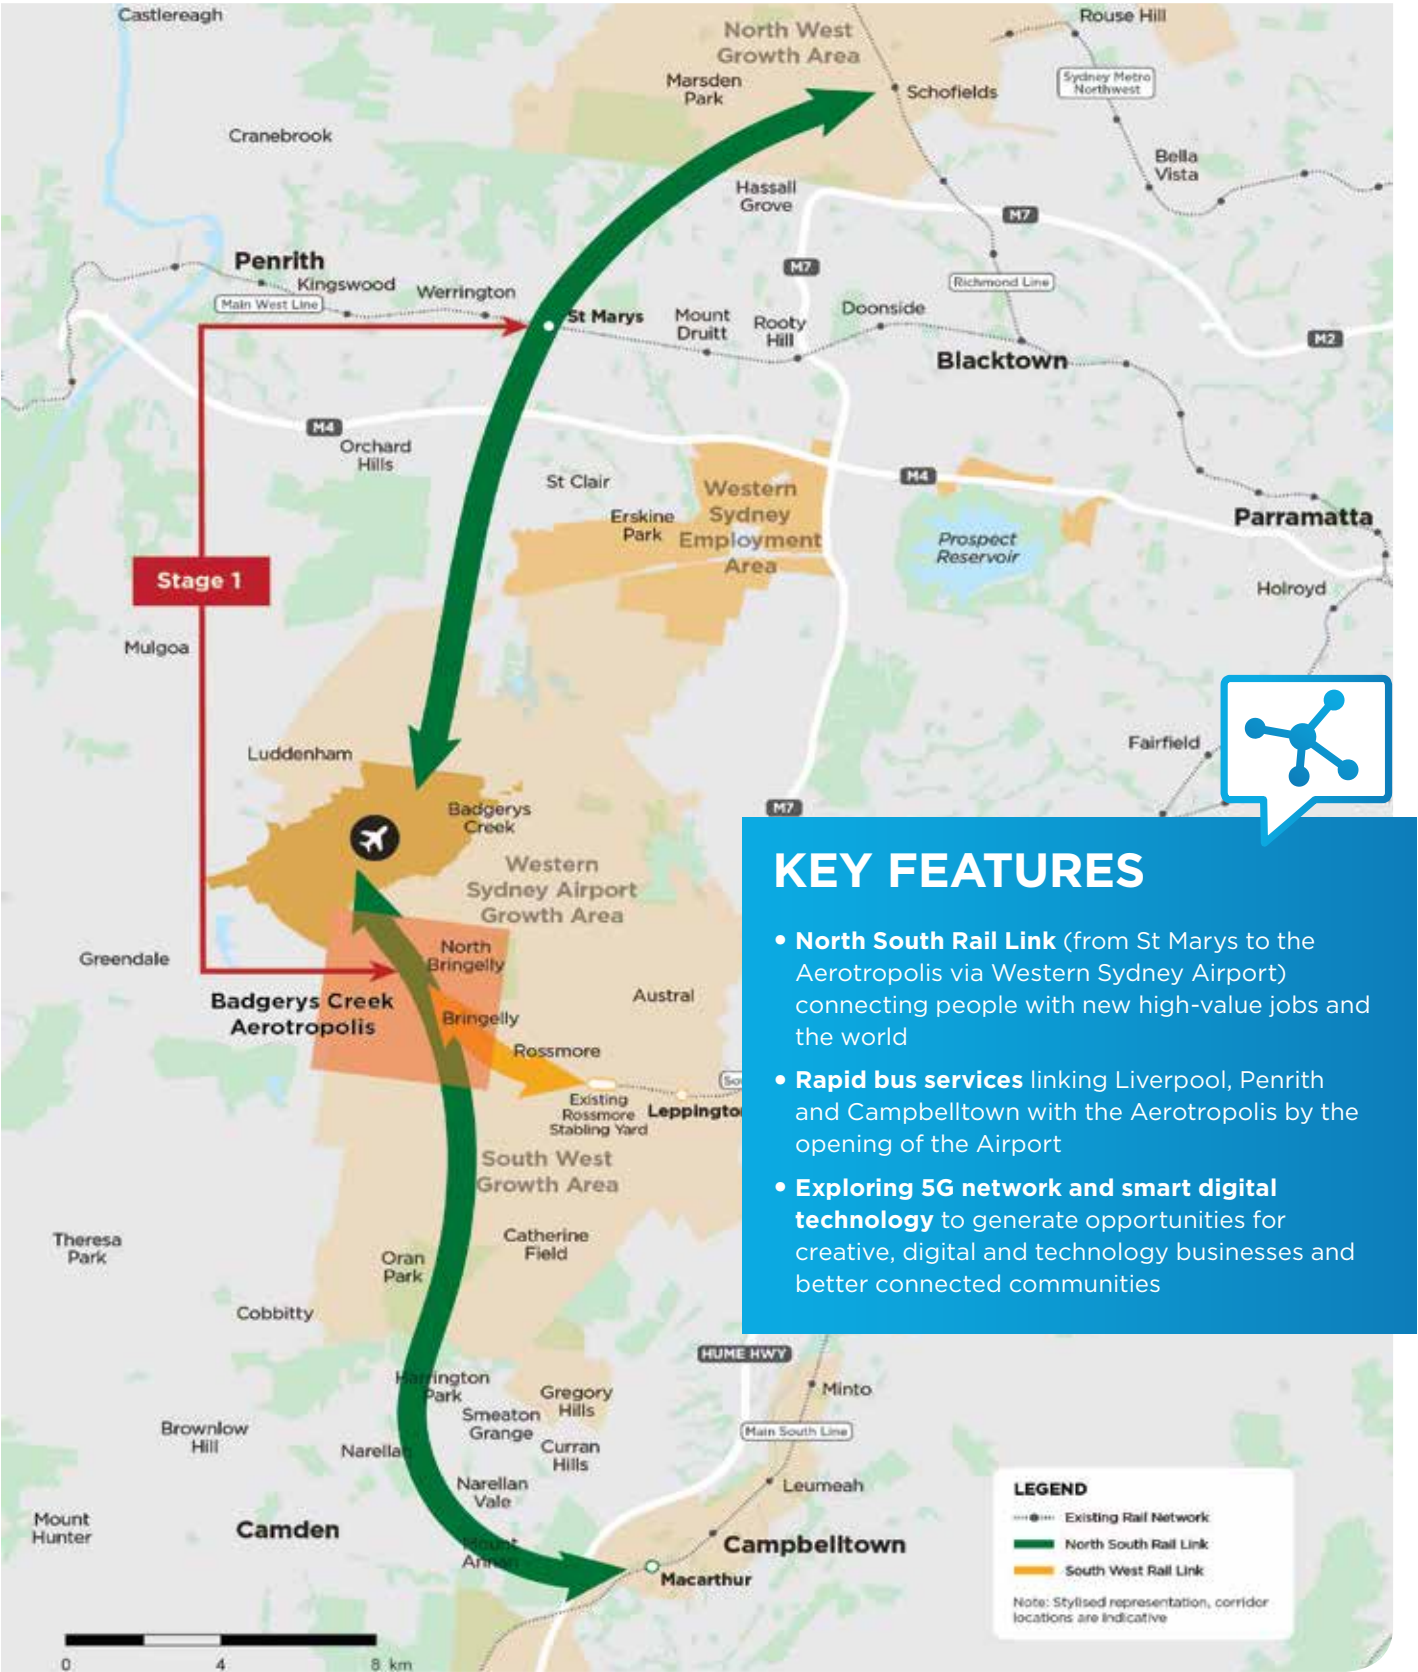 Castlereagh
North West
Growth Area
Rouse Hill
Marsden
Park
Schofields
Sydney Metro
Northwest
Cranebrook
Bella
Vista
Hassall
Grove
M7
Penrith
M7
Kingswood
Richmond Line
Main West Line
Werrington
St Marys
Mount
Druitt
Rooty
Hill
Doonside
M2
Blacktown
M4
Orchard
Hills
St Clair
M4
Western
Sydney
Employment
Area
Erskine
Park
Parramatta
Prospect
Reservoir
Stage 1
Holroyd
Mulgoa
Fairfield
Luddenham
M7
Badgerys
Creek
Western
Sydney Airport
Growth Area
North
Bringelly
Greendale
Badgerys Creek
Aerotropolis
Austral
Bringelly
Rossmore
Sou
Existing
Rossmore
Stabling Yard
Leppington
South West
Growth Area
Theresa
Park
Catherine
Field
Oran
Park
Cobbitty
KEY FEATURES
• North South Rail Link (from St Marys to the
Aerotropolis via Western Sydney Airport)
connecting people with new high-value jobs and
the world
• Rapid bus services linking Liverpool, Penrith
and Campbelltown with the Aerotropolis by the
opening of the Airport
• Exploring 5G network and smart digital
technology to generate opportunities for
creative, digital and technology businesses and
better connected communities
HUME HWY
Harrington
Park
Gregory
Hills
Minto
Smeaton
Grange
Main South Line
Brownlow
Hill
Narellan
Curran
Hills
Narellan
Vale
Leumeah
Mount
Hunter
Camden
Mount
Annan
Campbelltown
Macarthur
LEGEND
Existing Rail Network
North South Rail Link
South West Rail Link
Note: Stylised representation, corridor
locations are indicative
0 4 8 km